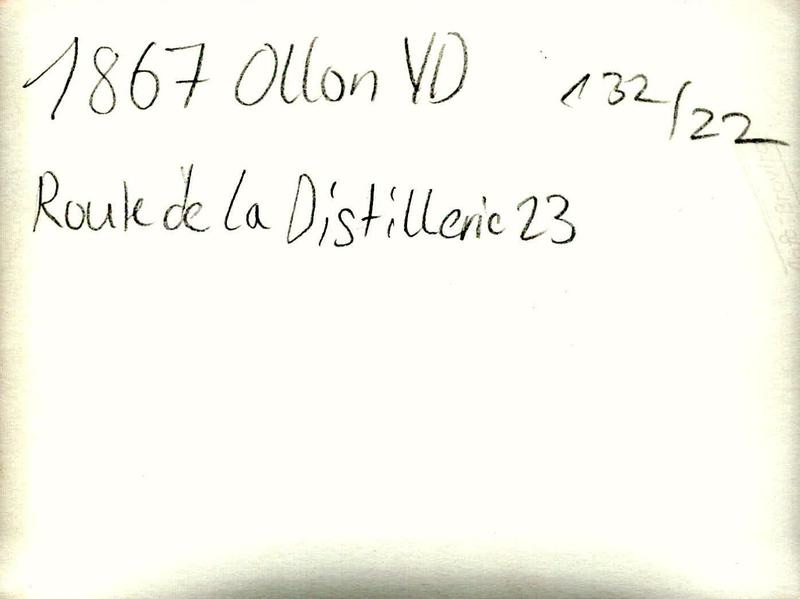 1867 Ollon VD 132/22
Route de la Distillerie 23